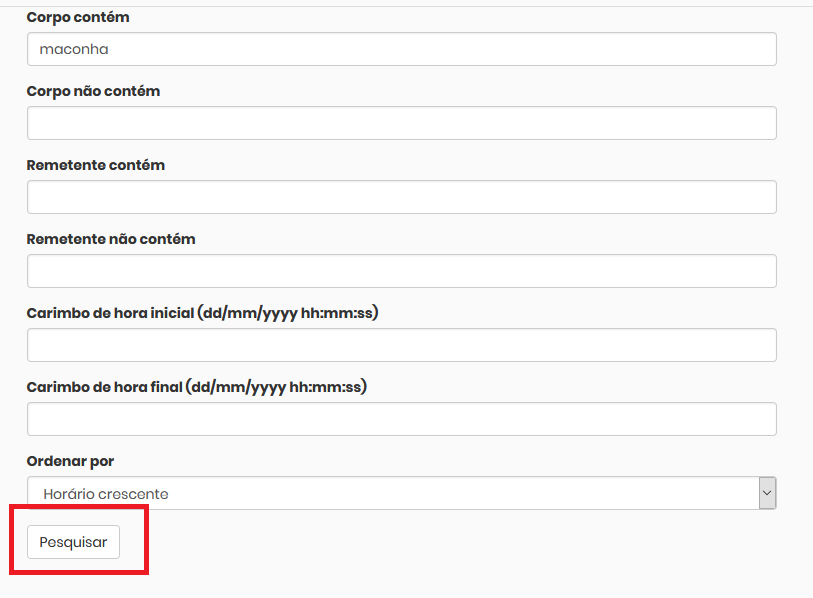 Corpo contém
maconha
Corpo não contém
Remetente contém
Remetente não contém
Carimbo de hora inicial (dd/mm/yyyy hh:mm:ss)
Carimbo de hora final (dd/mm/yyyy hh:mm:ss)
Ordenar por
Horário crescente
Pesquisar